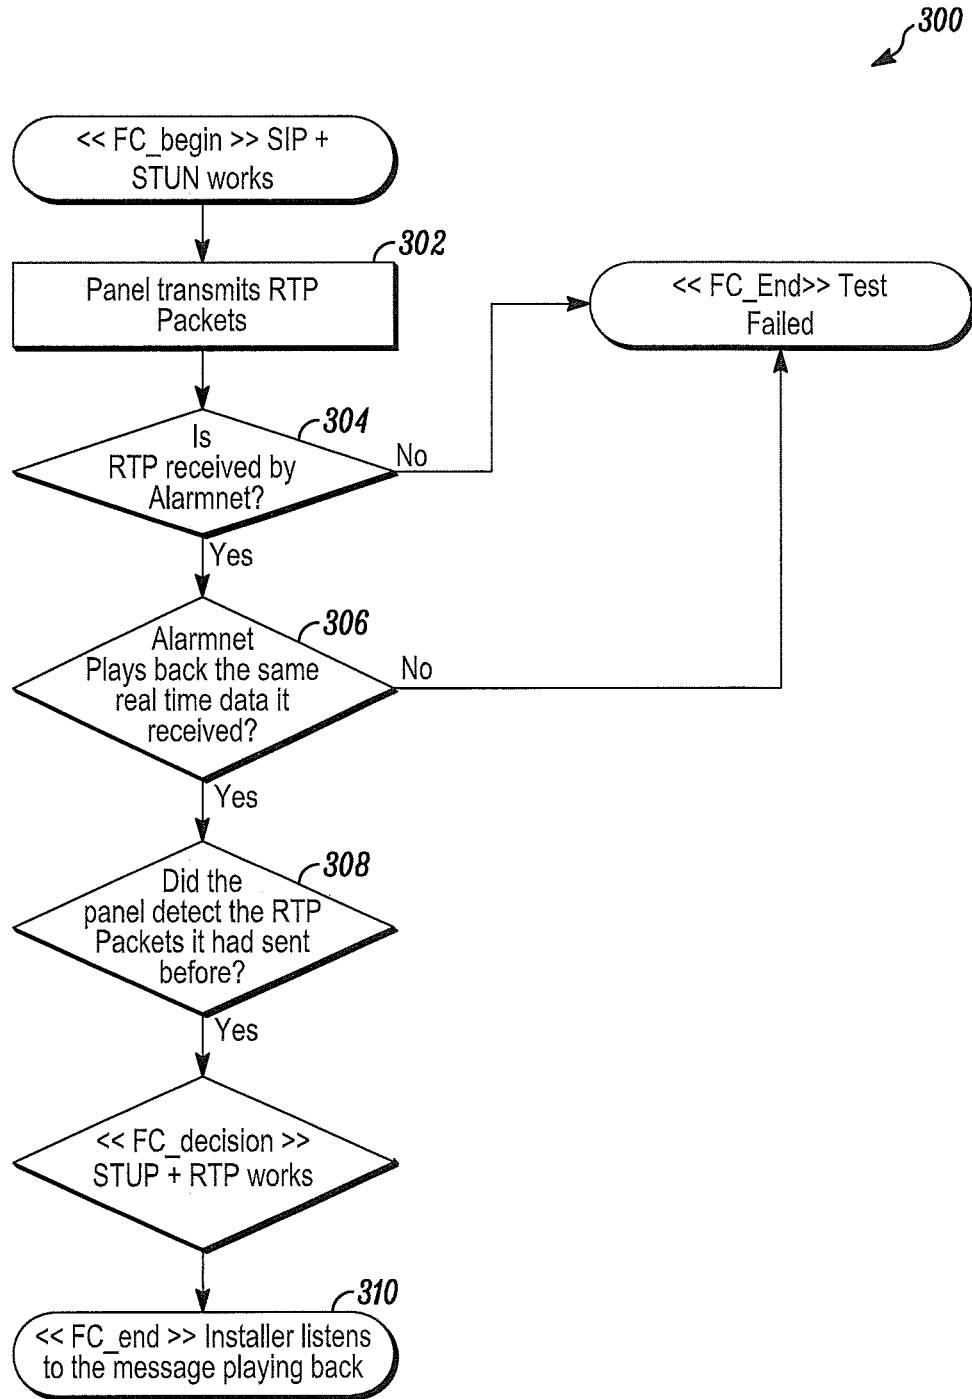 300
<< FC_begin >> SIP +
STUN works
302
Panel transmits RTP
Packets
<< FC_End>> Test
Failed
304
Is
RTP received by
Alarmnet?
No
Yes
306
Alarmnet
Plays back the same
real time data it
received?
No
Yes
308
Did the
panel detect the RTP
Packets it had sent
before?
Yes
<< FC_decision >>
STUP + RTP works
310
<< FC_end >> Installer listens
to the message playing back